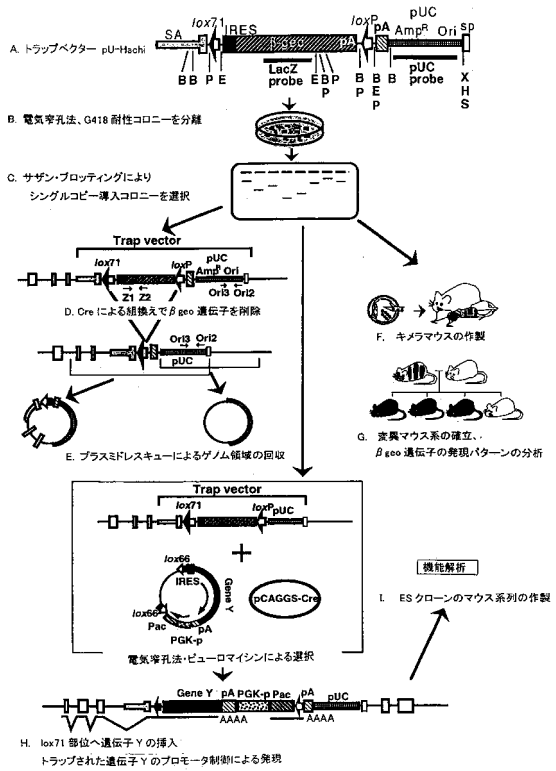 lox71 IRES loxP pUC
SA β-geo pA pA Amp^R Ori SP
A. トラップベクター pU-Hachi
B B P E LacZ probe E B P P B P B E P B pUC probe X H S
B. 電気穿孔法、G418 耐性コロニーを分離
C. サザン・ブロッティングにより
シングルコピー導入コロニーを選択
Trap vector
lox71 loxP pUC
Amp^R Ori
Z1 Z2 Ori3 Ori2
D. Cre による組換えでβgeo 遺伝子を削除
Ori3 Ori2
pUC
E. プラスミドレスキューによるゲノム領域の回収
F. キメラマウスの作製
G. 変異マウス系の確立、
βgeo 遺伝子の発現パターンの分析
Trap vector
lox71 loxP pUC
+
lox66
IRES
Gene Y
lox66
Pac
PGK-p
pA
pCAGGS-Cre
電気穿孔法・ピューロマイシンによる選択
機能解析
I. ESクローンのマウス系列の作製
Gene Y pA PGK-p Pac pA pUC
AAAA AAAA
H. lox71 部位へ遺伝子Yの挿入
トラップされた遺伝子Yのプロモータ制御による発現